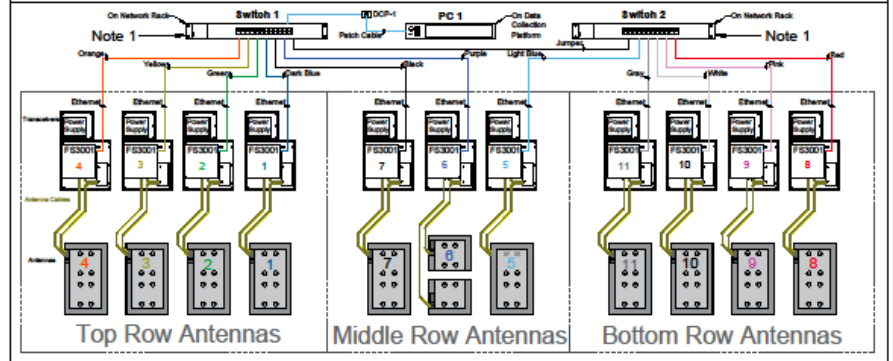 On Network Rack
Switch 1
DCP-1
PC 1
On Data
Collection
Platform
Switch 2
On Network Rack
Note 1
Patch Cable
Jumper
Note 1
Orange
Yellow
Green
Dark Blue
Black
Purple
Light Blue
Gray
White
Pink
Red
Ethernet
Ethernet
Ethernet
Ethernet
Ethernet
Ethernet
Ethernet
Ethernet
Ethernet
Ethernet
Ethernet
Transceivers
Power
Supply
Power
Supply
Power
Supply
Power
Supply
Power
Supply
Power
Supply
Power
Supply
Power
Supply
Power
Supply
Power
Supply
Power
Supply
FS3001
4
FS3001
3
FS3001
2
FS3001
1
FS3001
7
FS3001
6
FS3001
5
FS3001
11
FS3001
10
FS3001
9
FS3001
8
Antenna Cables
Antennas
4
3
2
1
7
6
5
11
10
9
8
Top Row Antennas
Middle Row Antennas
Bottom Row Antennas